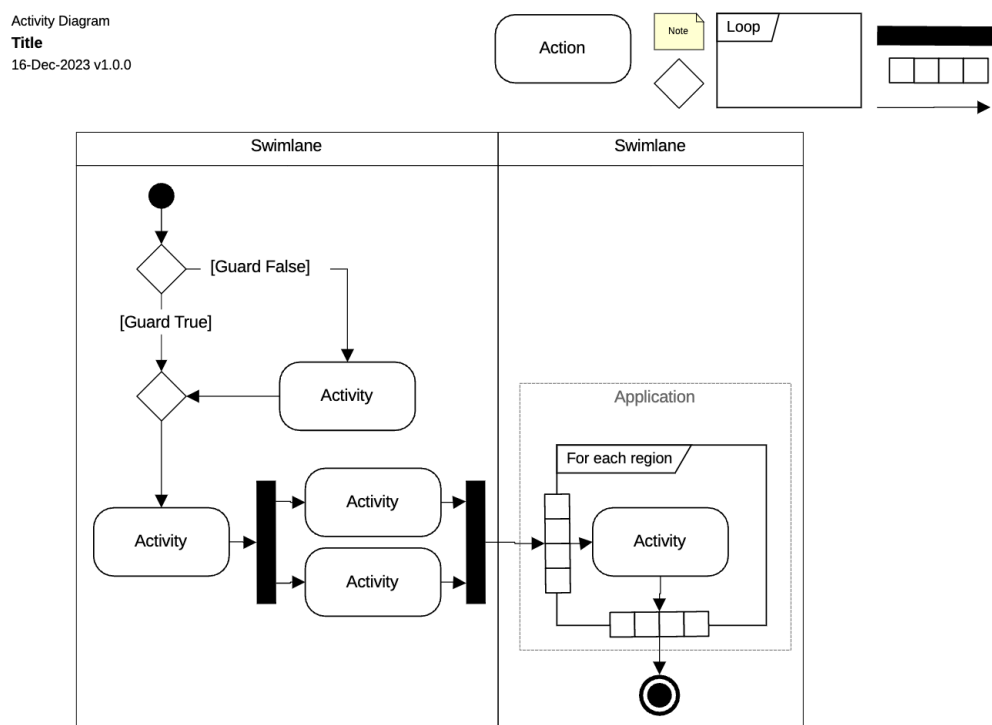 Activity Diagram
Title
16-Dec-2023 v1.0.0
Action
Note
Loop
Swimlane
Swimlane
[Guard False]
[Guard True]
Activity
Application
For each region
Activity
Activity
Activity
Activity